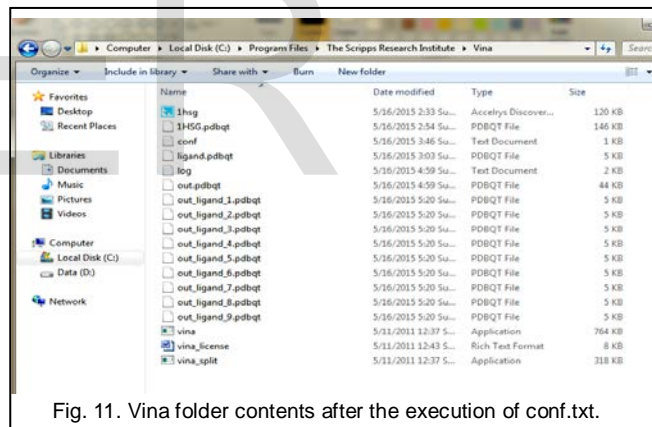 Computer ▸ Local Disk (C:) ▸ Program Files ▸ The Scripps Research Institute ▸ Vina
Organize Include in library Share with Burn New folder
Name Date modified Type Size
Favorites
Desktop
Recent Places
Libraries
Documents
Music
Pictures
Videos
Computer
Local Disk (C:)
Data (D:)
Network
1hsg 5/16/2015 2:33 Su... Accelrys Discover... 120 KB
1HSG.pdbqt 5/16/2015 2:54 Su... PDBQT File 146 KB
conf 5/16/2015 3:46 Su... Text Document 1 KB
ligand.pdbqt 5/16/2015 3:03 Su... PDBQT File 5 KB
log 5/16/2015 4:59 Su... Text Document 2 KB
out.pdbqt 5/16/2015 4:59 Su... PDBQT File 44 KB
out_ligand_1.pdbqt 5/16/2015 5:20 Su... PDBQT File 5 KB
out_ligand_2.pdbqt 5/16/2015 5:20 Su... PDBQT File 5 KB
out_ligand_3.pdbqt 5/16/2015 5:20 Su... PDBQT File 5 KB
out_ligand_4.pdbqt 5/16/2015 5:20 Su... PDBQT File 5 KB
out_ligand_5.pdbqt 5/16/2015 5:20 Su... PDBQT File 5 KB
out_ligand_6.pdbqt 5/16/2015 5:20 Su... PDBQT File 5 KB
out_ligand_7.pdbqt 5/16/2015 5:20 Su... PDBQT File 5 KB
out_ligand_8.pdbqt 5/16/2015 5:20 Su... PDBQT File 5 KB
out_ligand_9.pdbqt 5/16/2015 5:20 Su... PDBQT File 5 KB
vina 5/11/2011 12:37 S... Application 764 KB
vina_license 5/11/2011 12:43 S... Rich Text Format 8 KB
vina_split 5/11/2011 12:37 S... Application 318 KB
Fig. 11. Vina folder contents after the execution of conf.txt.